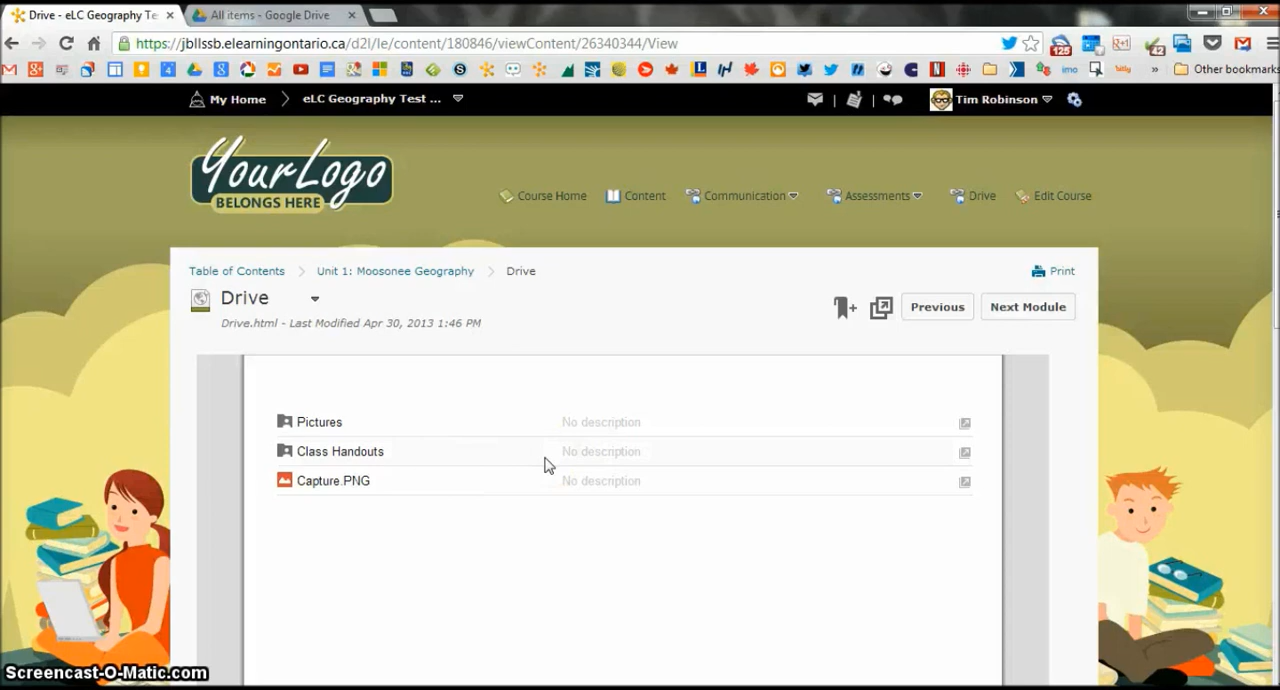 Drive - eLC Geography Te
All items - Google Drive
https://jbllssb.elearningontario.ca/d2l/le/content/180846/viewContent/26340344/View
125
42
imo
bitly
Other bookmarks
My Home
eLC Geography Test ...
Tim Robinson
YourLogo
BELONGS HERE
Course Home
Content
Communication
Assessments
Drive
Edit Course
Table of Contents
Unit 1: Moosonee Geography
Drive
Print
Drive
Previous
Next Module
Drive.html - Last Modified Apr 30, 2013 1:46 PM
Pictures
No description
Class Handouts
No description
Capture.PNG
No description
Screencast-O-Matic.com